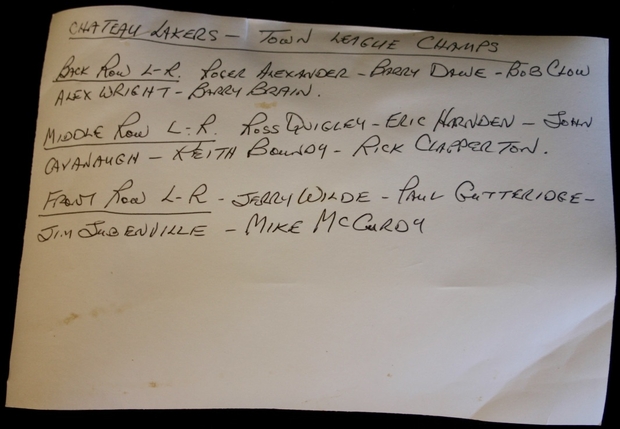 CHATEAU LAKERS - TOWN LEAGUE CHAMPS
BACK ROW L-R. ROGER ALEXANDER - BARRY DAWE - BOB CLOW
ALEX WRIGHT - BARRY BRAIN.
MIDDLE ROW L-R. ROSS QUIGLEY - ERIC HARNDEN - JOHN
CAVANAUGH - KEITH BOUNDY - RICK CLAPPERTON.
FRONT ROW L-R - JERRY WILDE - PAUL GUTTERIDGE -
JIM JUBENVILLE - MIKE MCCURDY